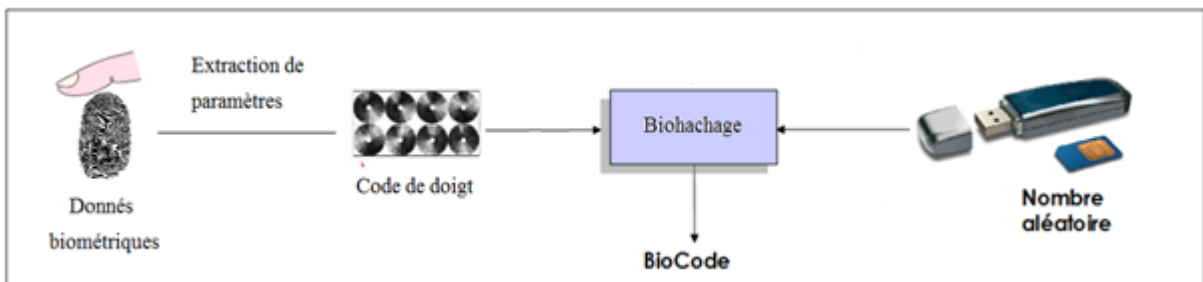 Extraction de
paramètres
Donnés
biométriques
Code de doigt
Biohachage
BioCode
Nombre
aléatoire